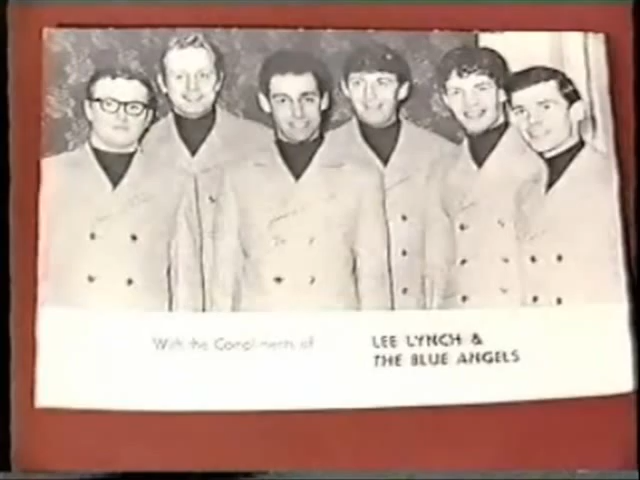 With the Compliments of
LEE LYNCH &
THE BLUE ANGELS